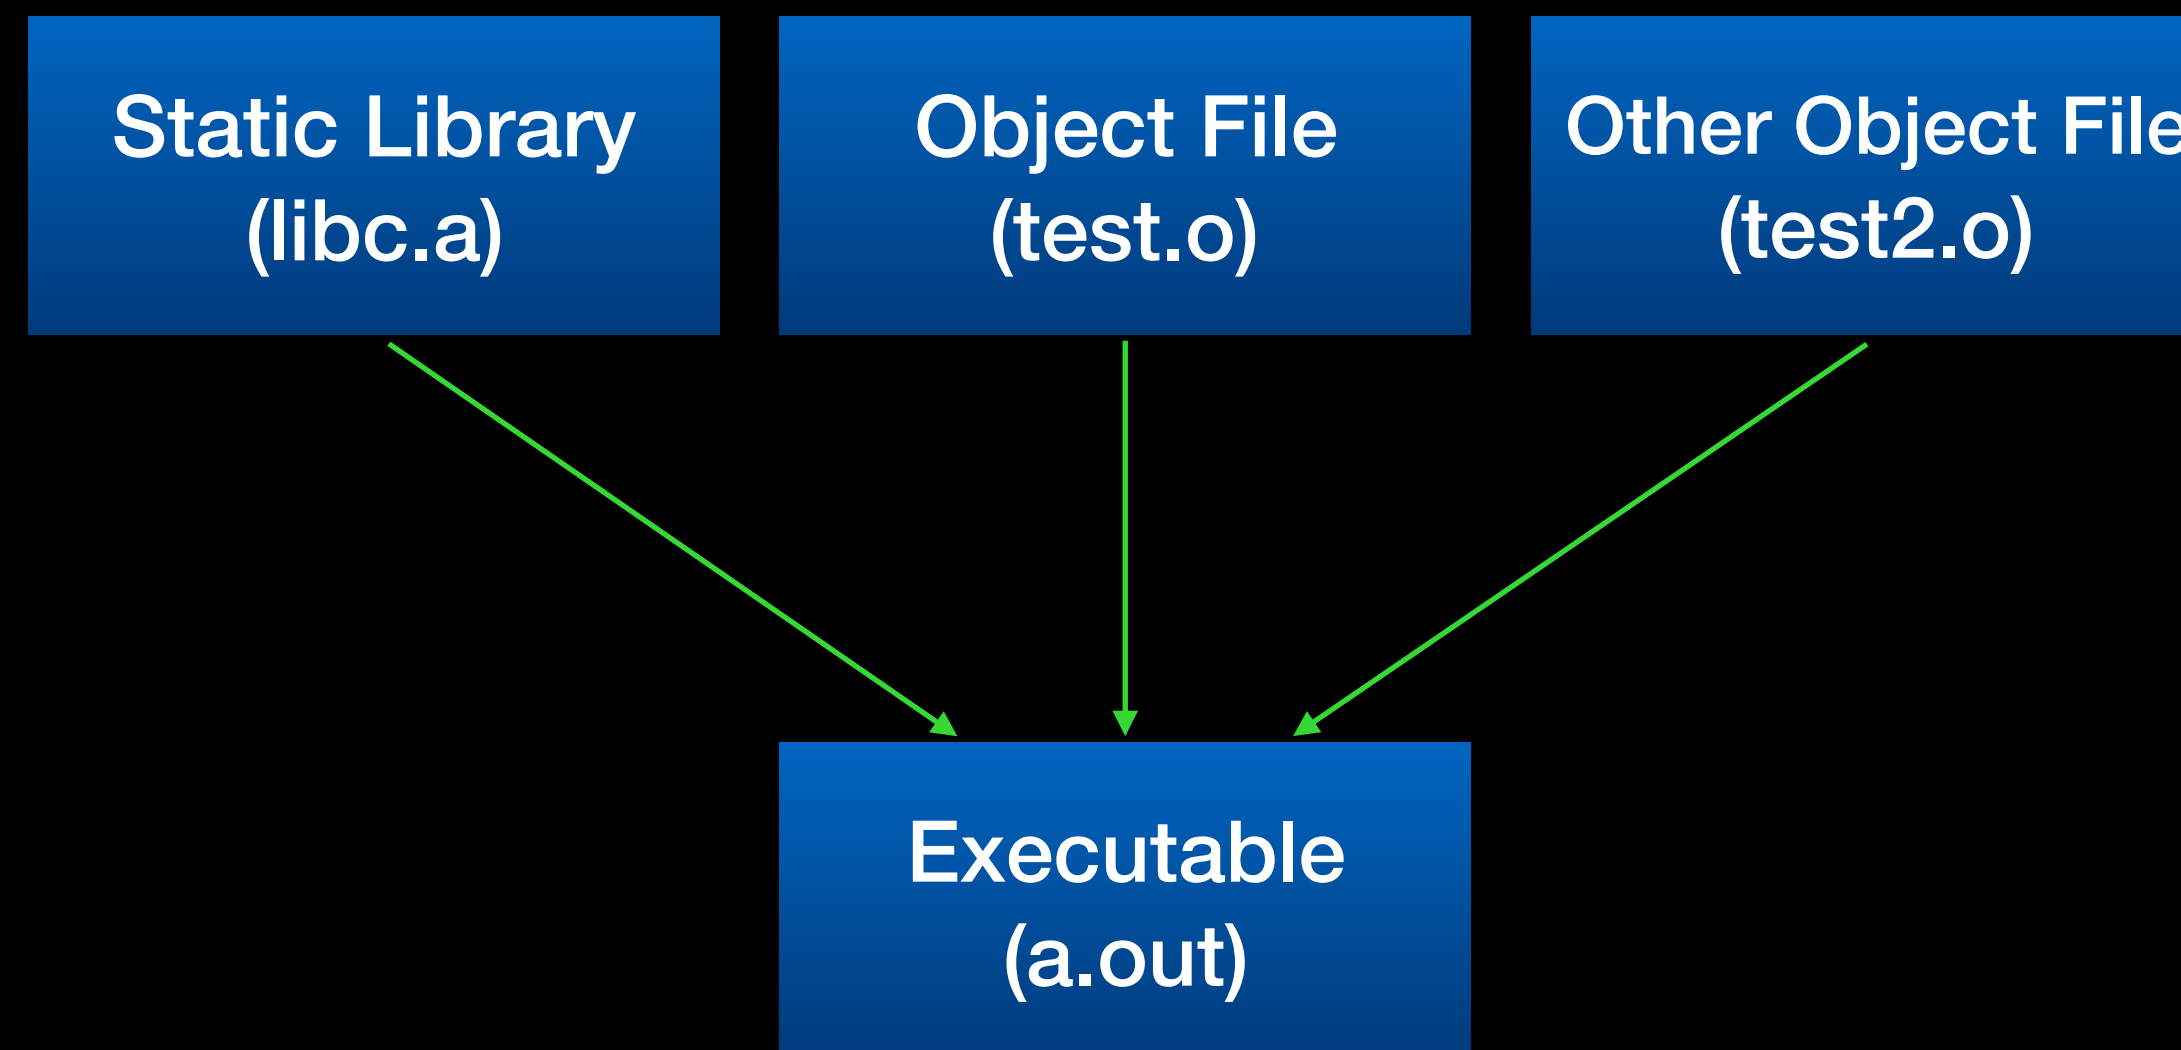 Static Library
(libc.a)
Object File
(test.o)
Other Object File
(test2.o)
Executable
(a.out)